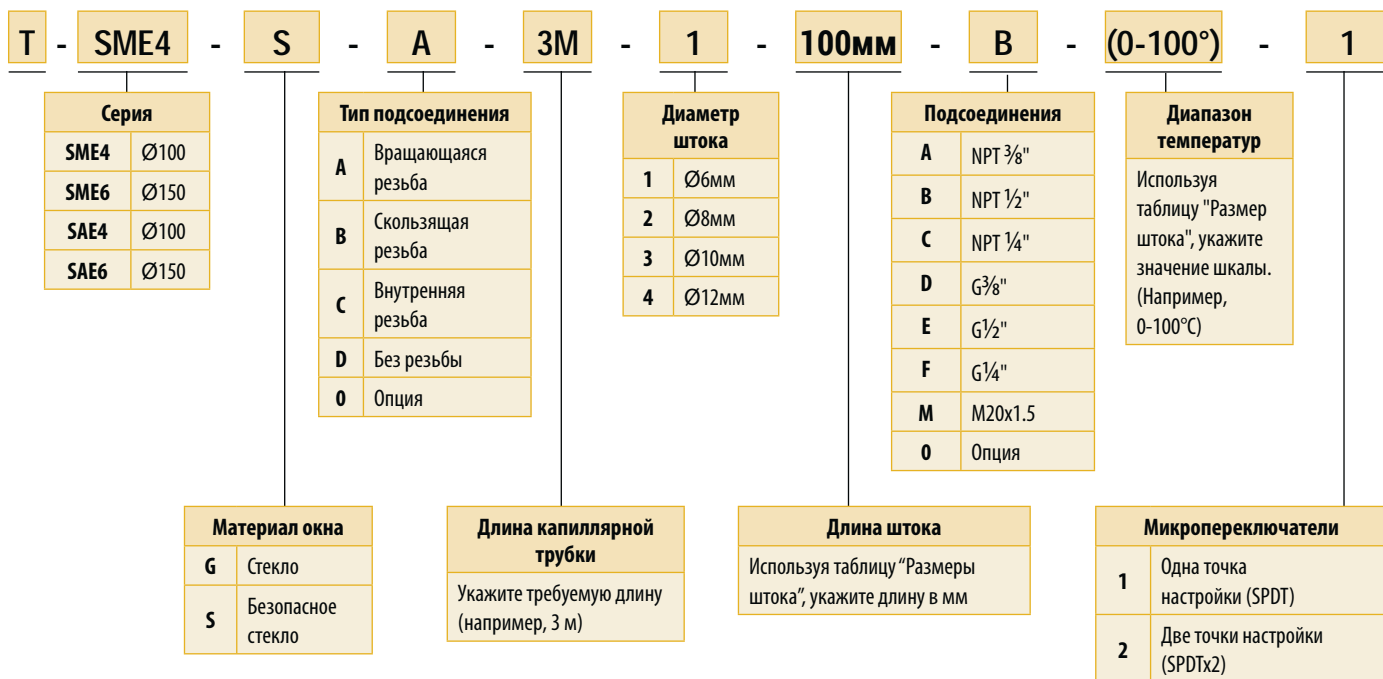 T - SME4 - S - A - 3М - 1 - 100мм - B - (0-100°) - 1
Серия
SME4 Ø100
SME6 Ø150
SAE4 Ø100
SAE6 Ø150
Тип подсоединения
A Вращающаяся
резьба
B Скользящая
резьба
C Внутренняя
резьба
D Без резьбы
0 Опция
Диаметр
штока
1 Ø6мм
2 Ø8мм
3 Ø10мм
4 Ø12мм
Подсоединения
A NPT ⅜"
B NPT ½"
C NPT ¼"
D G⅜"
E G½"
F G¼"
M M20x1.5
0 Опция
Диапазон
температур
Используя
таблицу "Размер
штока", укажите
значение шкалы.
(Например,
0-100°C)
Материал окна
G Стекло
S Безопасное
стекло
Длина капиллярной
трубки
Укажите требуемую длину
(например, 3 м)
Длина штока
Используя таблицу “Размеры
штока”, укажите длину в мм
Микропереключатели
1 Одна точка
настройки (SPDT)
2 Две точки настройки
(SPDTx2)